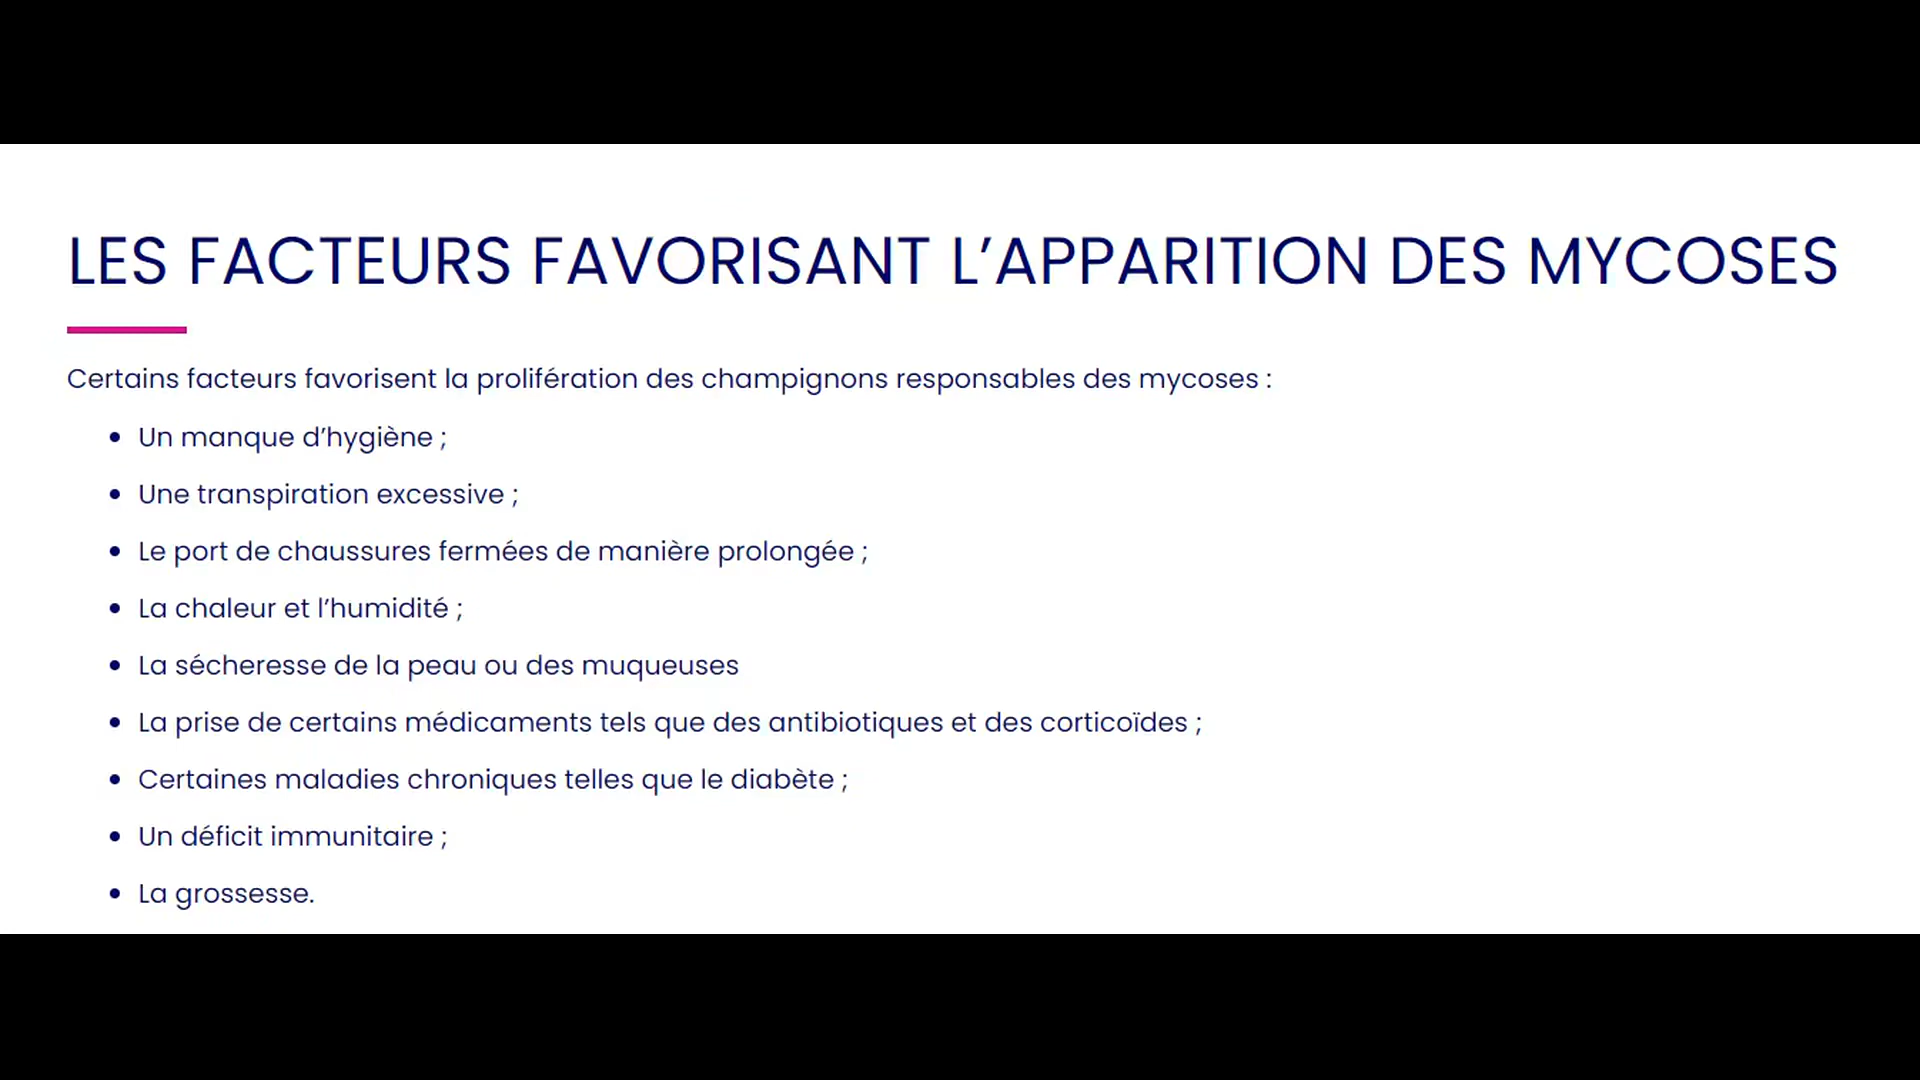 LES FACTEURS FAVORISANT L’APPARITION DES MYCOSES
Certains facteurs favorisent la prolifération des champignons responsables des mycoses :
• Un manque d’hygiène ;
• Une transpiration excessive ;
• Le port de chaussures fermées de manière prolongée ;
• La chaleur et l’humidité ;
• La sécheresse de la peau ou des muqueuses
• La prise de certains médicaments tels que des antibiotiques et des corticoïdes ;
• Certaines maladies chroniques telles que le diabète ;
• Un déficit immunitaire ;
• La grossesse.